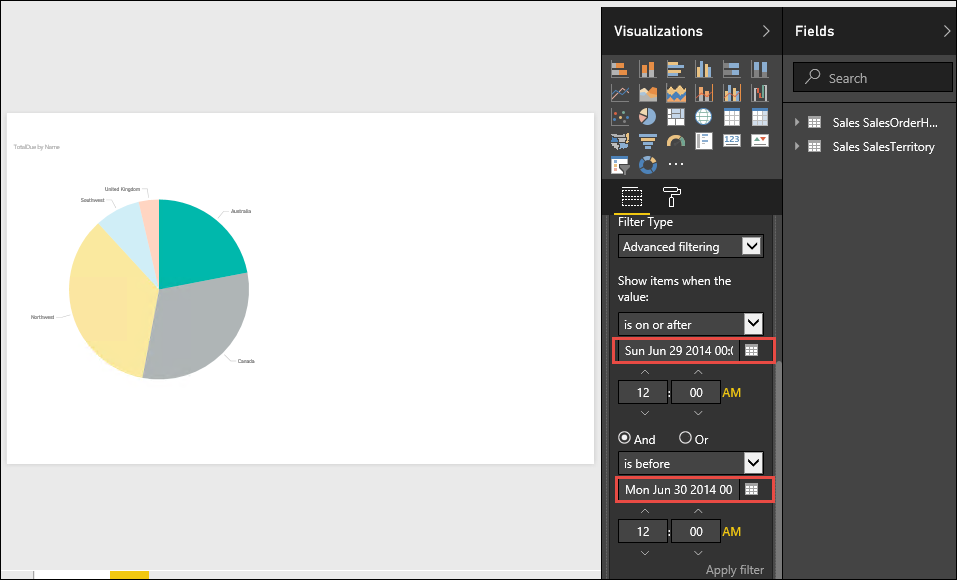 Visualizations
Fields
Search
Sales SalesOrderH...
Sales SalesTerritory
123
Filter Type
Advanced filtering
Show items when the
value:
is on or after
Sun Jun 29 2014 00:0
12 : 00 AM
And Or
is before
Mon Jun 30 2014 00
12 : 00 AM
Apply filter
TotalDue by Name
United Kingdom
Southwest
Australia
Northwest
Canada